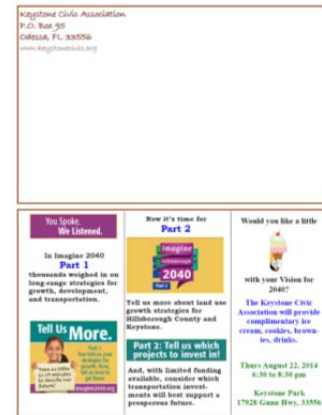 Keystone Civic Association
P.O. Box 95
Odessa, FL 33556
www.keystonecivic.org
You Spoke.
We Listened.
In Imagine 2040
Part 1
thousands weighed in on
long-range strategies for
growth, development,
and transportation.
Tell Us More.
Part 2:
Now it's time for
Part 2
imagine
hillsborough
2040
Part 2
Tell us more about land use
growth strategies for
Hillsborough County and
Keystone.
Part 2: Tell us which
projects to invest in!
And, with limited funding
available, consider which
transportation invest-
ments will best support a
prosperous future.
Would you like a little
with your Vision for
2040?
The Keystone Civic
Association will provide
complimentary ice
cream, cookies, brown-
ies, drinks.
Thurs August 22, 2014
6:30 to 8:30 pm
Keystone Park
17928 Gunn Hwy, 33556